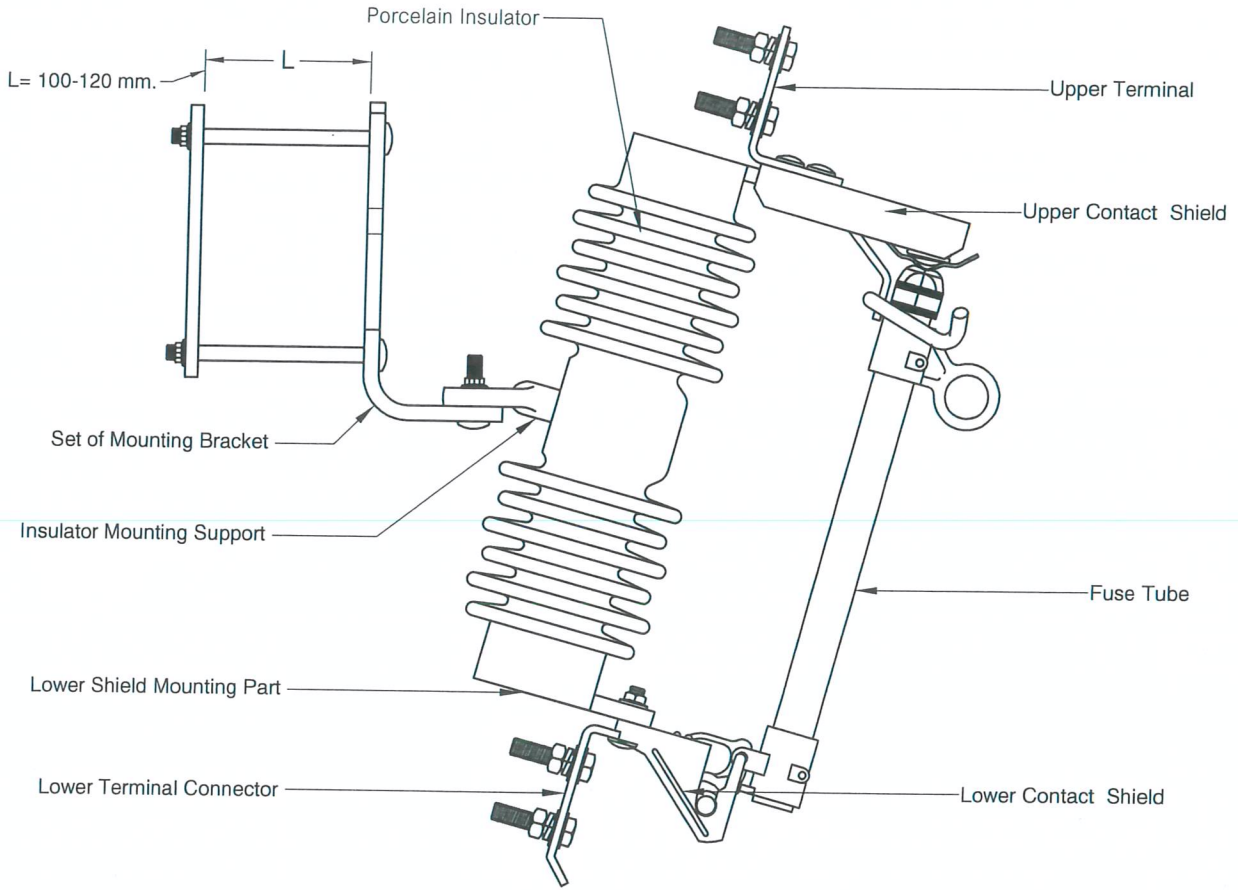 Porcelain Insulator
L
L= 100-120 mm.
Upper Terminal
Upper Contact Shield
Set of Mounting Bracket
Insulator Mounting Support
Fuse Tube
Lower Shield Mounting Part
Lower Terminal Connector
Lower Contact Shield